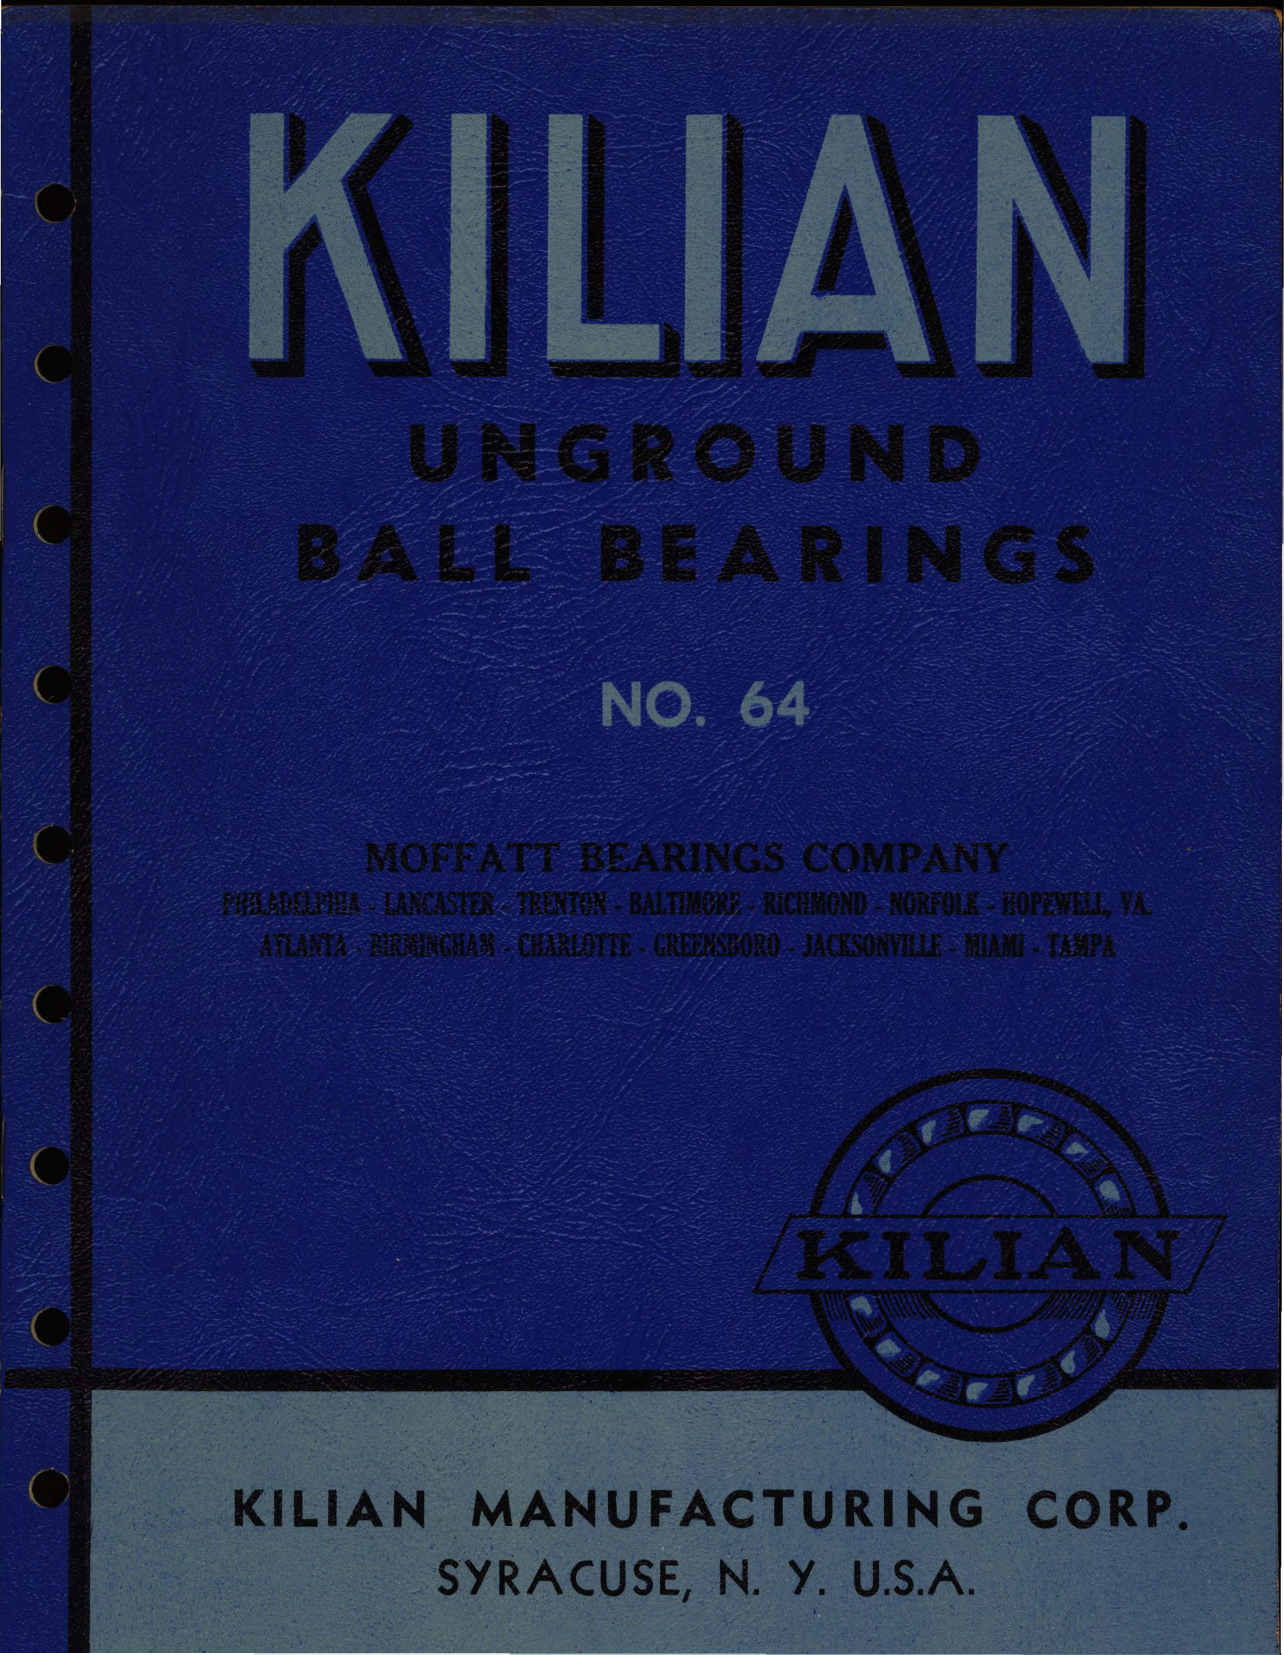 KILIAN
UNGROUND
BALL BEARINGS
NO. 64
MOFFATT BEARINGS COMPANY
PHILADELPHIA - LANCASTER - TRENTON - BALTIMORE - RICHMOND - NORFOLK - HOPEWELL, VA.
ATLANTA - BIRMINGHAM - CHARLOTTE - GREENSBORO - JACKSONVILLE - MIAMI - TAMPA
KILIAN
KILIAN MANUFACTURING CORP.
SYRACUSE, N. Y. U.S.A.